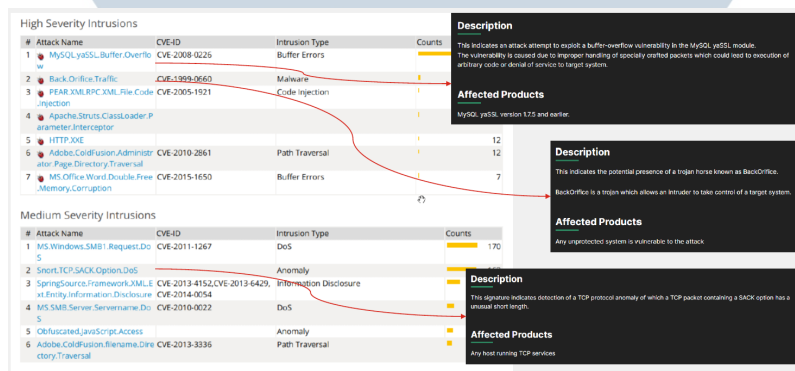 High Severity Intrusions
# Attack Name CVE-ID Intrusion Type Counts
1 MySQL.yaSSL.Buffer.Overflo CVE-2008-0226 Buffer Errors
w
2 Back.Orifice.Traffic CVE-1999-0660 Malware
3 PEAR.XMLRPC.XML.File.Code CVE-2005-1921 Code Injection
.Injection
4 Apache.Struts.ClassLoader.P
arameter.Interceptor
5 HTTP.XXE 12
6 Adobe.ColdFusion.Administr CVE-2010-2861 Path Traversal 12
ator.Page.Directory.Traversal
7 MS.Office.Word.Double.Free CVE-2015-1650 Buffer Errors 7
.Memory.Corruption
Medium Severity Intrusions
# Attack Name CVE-ID Intrusion Type Counts
1 MS.Windows.SMB1.Request.Do CVE-2011-1267 DoS 170
S
2 Snort.TCP.SACK.Option.DoS Anomaly
3 SpringSource.Framework.XML.E CVE-2013-4152,CVE-2013-6429, Information Disclosure
xt.Entity.Information.Disclosure CVE-2014-0054
4 MS.SMB.Server.Servername.Do CVE-2010-0022 DoS
S
5 Obfuscated.JavaScript.Access Anomaly
6 Adobe.ColdFusion.filename.Dire CVE-2013-3336 Path Traversal
ctory.Traversal
Description
This indicates an attack attempt to exploit a buffer-overflow vulnerability in the MySQL yaSSL module.
The vulnerability is caused due to improper handling of specially crafted packets which could lead to execution of
arbitrary code or denial of service to target system.
Affected Products
MySQL yaSSL version 1.7.5 and earlier.
Description
This indicates the potential presence of a trojan horse known as BackOrifice.
BackOrifice is a trojan which allows an intruder to take control of a target system.
Affected Products
Any unprotected system is vulnerable to the attack
Description
This signature indicates detection of a TCP protocol anomaly of which a TCP packet containing a SACK option has a
unusual short length.
Affected Products
Any host running TCP services